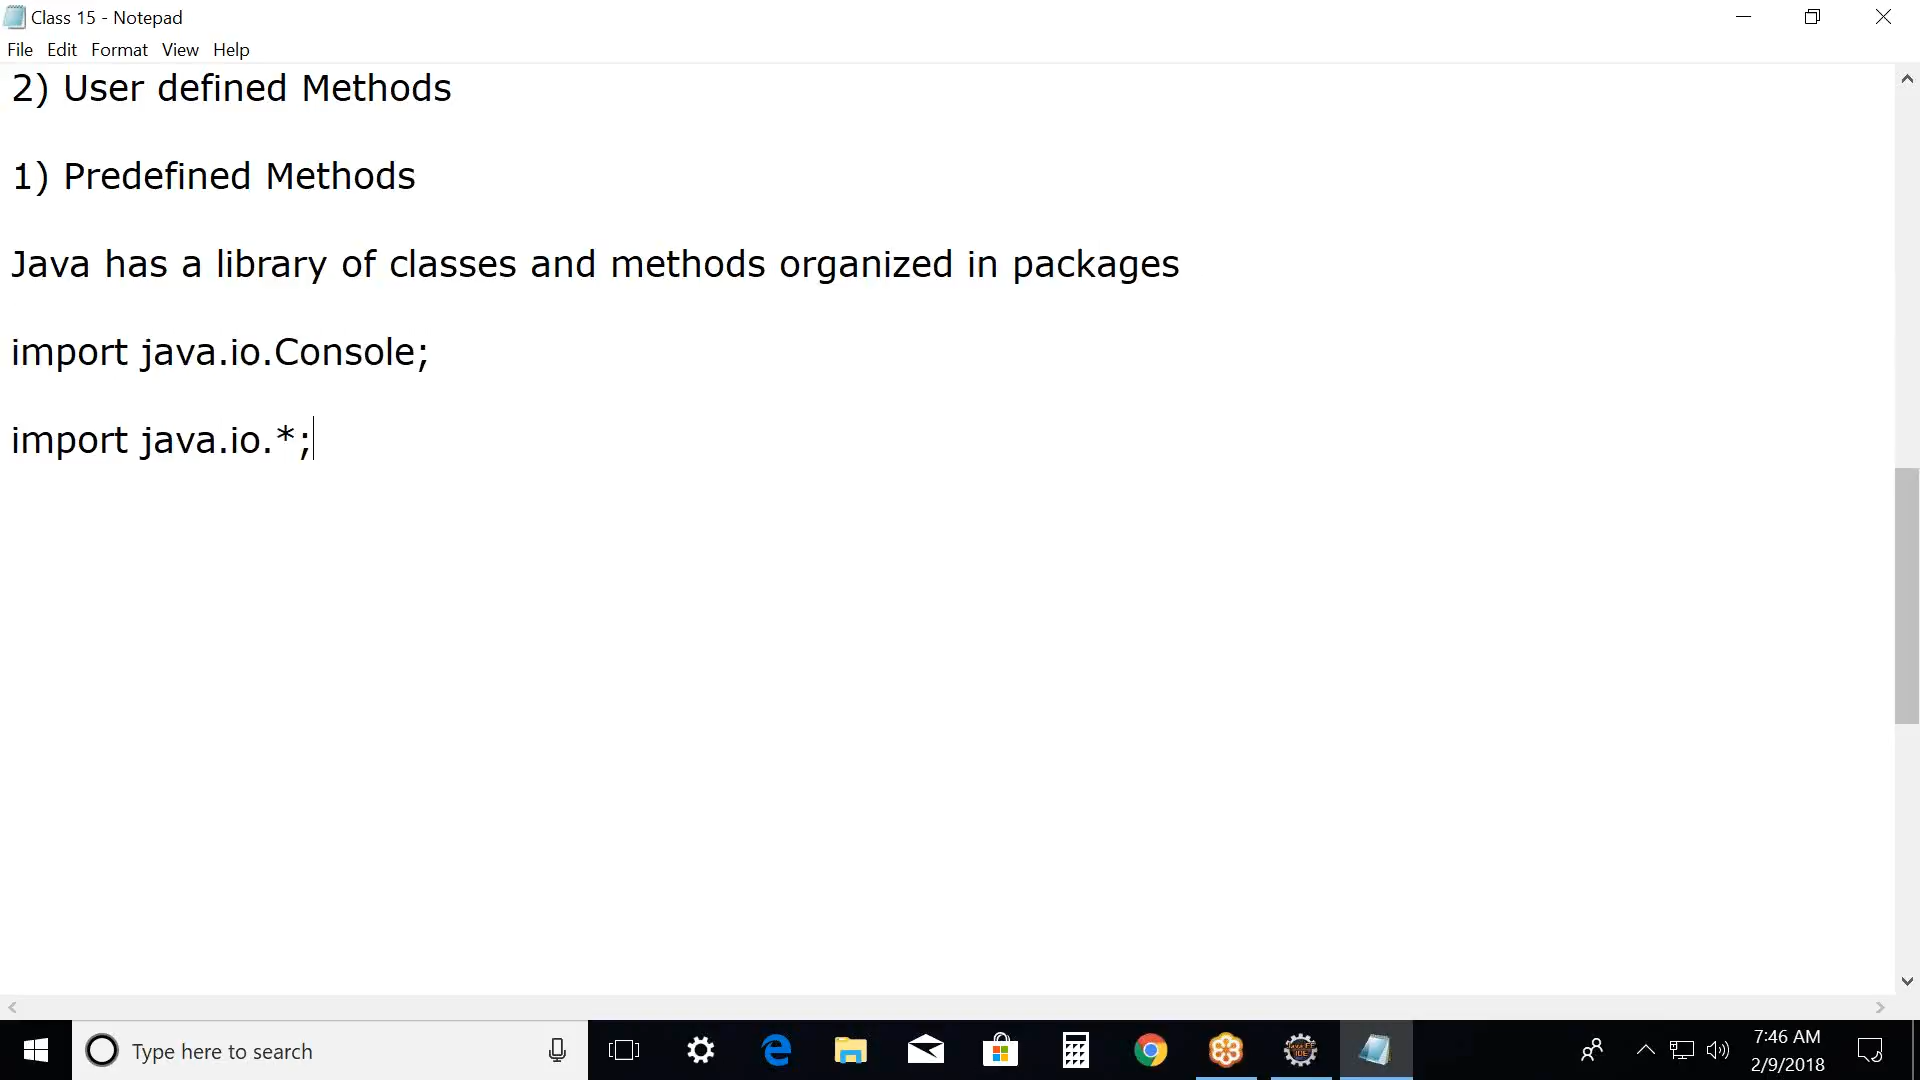 Class 15 - Notepad
File Edit Format View Help
2) User defined Methods
1) Predefined Methods
Java has a library of classes and methods organized in packages
import java.io.Console;
import java.io.*;
Type here to search
7:46 AM
2/9/2018